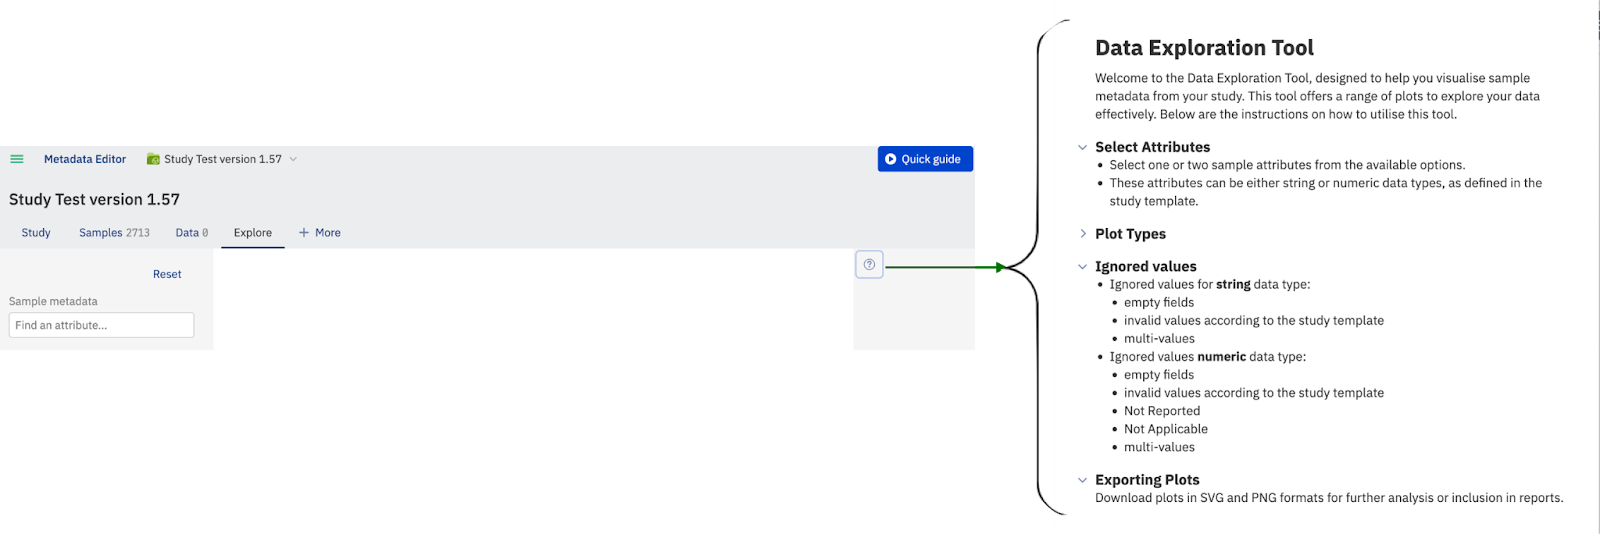 Metadata Editor
Study Test version 1.57
Quick guide
Study Test version 1.57
Study
Samples 2713
Data 0
Explore
+ More
Reset
Sample metadata
Find an attribute...
?
Data Exploration Tool
Welcome to the Data Exploration Tool, designed to help you visualise sample
metadata from your study. This tool offers a range of plots to explore your data
effectively. Below are the instructions on how to utilise this tool.
Select Attributes
• Select one or two sample attributes from the available options.
• These attributes can be either string or numeric data types, as defined in the
study template.
Plot Types
Ignored values
• Ignored values for string data type:
• empty fields
• invalid values according to the study template
• multi-values
• Ignored values numeric data type:
• empty fields
• invalid values according to the study template
• Not Reported
• Not Applicable
• multi-values
Exporting Plots
Download plots in SVG and PNG formats for further analysis or inclusion in reports.